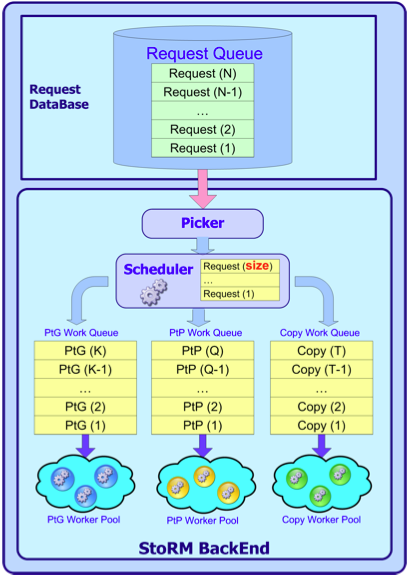 Request Queue
Request
DataBase
Request (N)
Request (N-1)
...
Request (2)
Request (1)
Picker
Scheduler
Request (size)
...
Request (1)
PtG Work Queue
PtG (K)
PtG (K-1)
...
PtG (2)
PtG (1)
PtG Worker Pool
PtP Work Queue
PtP (Q)
PtP (Q-1)
...
PtP (2)
PtP (1)
PtP Worker Pool
Copy Work Queue
Copy (T)
Copy (T-1)
...
Copy (2)
Copy (1)
Copy Worker Pool
StoRM BackEnd